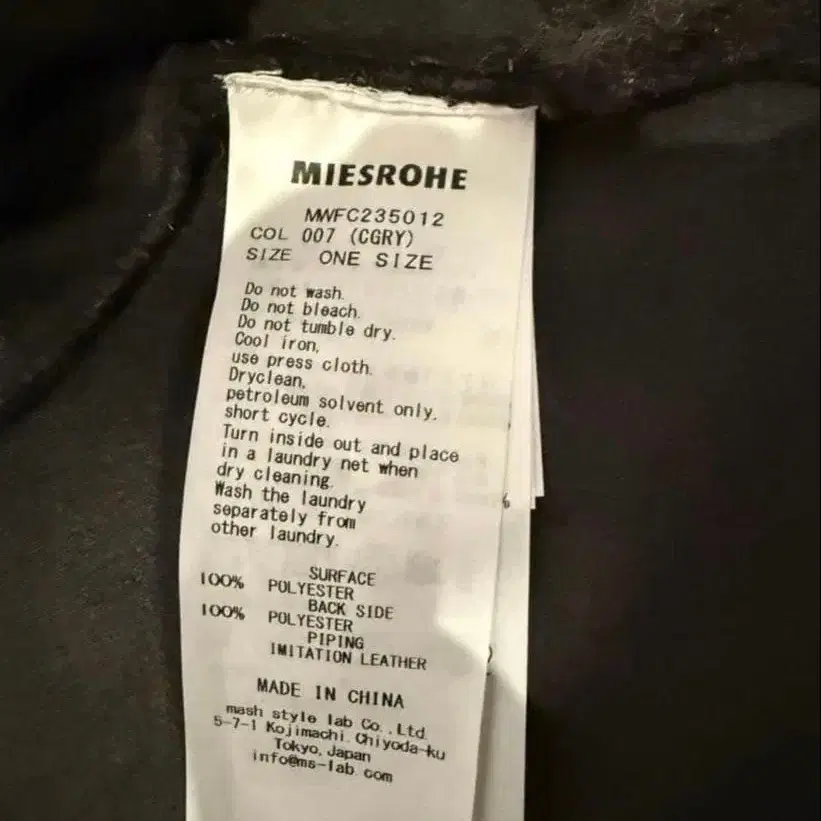 MIESROHE
MWFC235012
COL 007 (CGRY)
SIZE ONE SIZE
Do not wash.
Do not bleach.
Do not tumble dry.
Cool iron,
use press cloth.
Dryclean,
petroleum solvent only,
short cycle.
Turn inside out and place
in a laundry net when
dry cleaning.
Wash the laundry
separately from
other laundry.
SURFACE
100% POLYESTER
BACK SIDE
100% POLYESTER
PIPING
IMITATION LEATHER
MADE IN CHINA
mash style lab Co.,Ltd.
5-7-1 Kojimachi.Chiyoda-ku
Tokyo,Japan
info@ms-lab.com
%